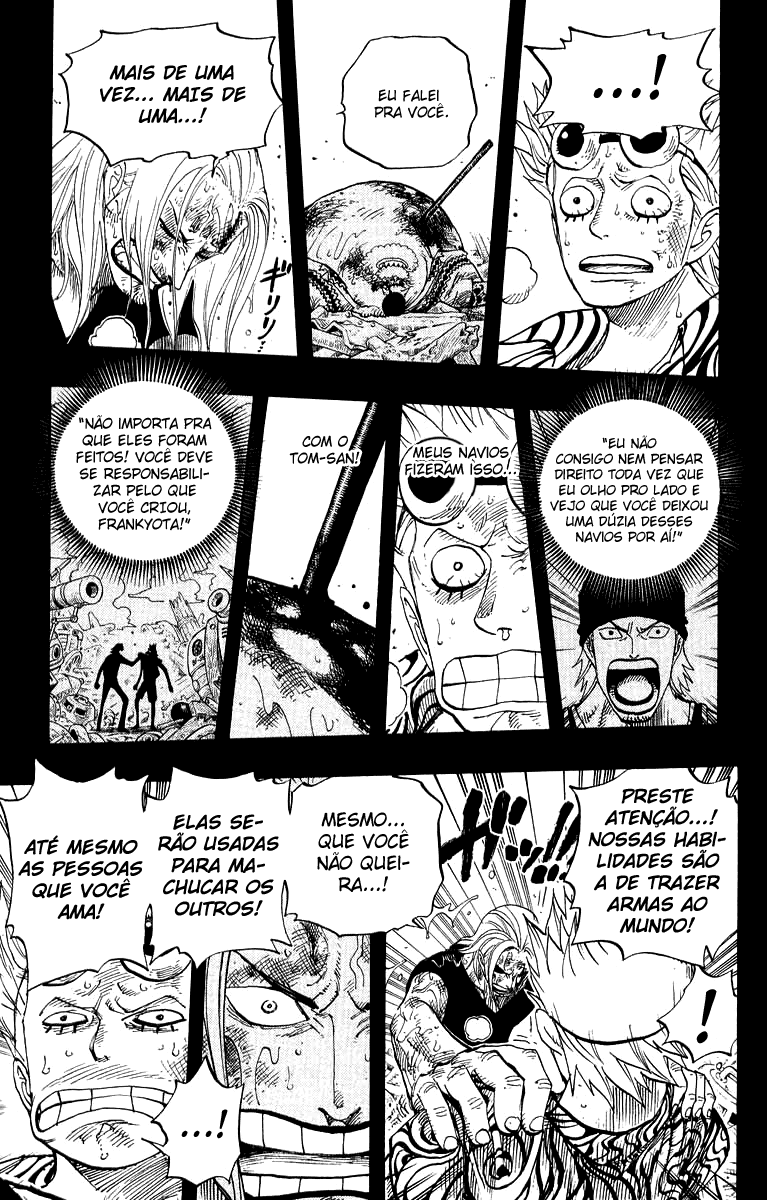 ...!
EU FALEI
PRA VOCÊ.
MAIS DE UMA
VEZ... MAIS DE
UMA...!
ギリリ...
"EU NÃO
CONSIGO NEM PENSAR
DIREITO TODA VEZ QUE
EU OLHO PRO LADO E
VEJO QUE VOCÊ DEIXOU
UMA DÚZIA DESSES
NAVIOS POR AÍ!"
MEUS NAVIOS
FIZERAM ISSO...
COM O
TOM-SAN!
"NÃO IMPORTA PRA
QUE ELES FORAM
FEITOS! VOCÊ DEVE
SE RESPONSABILI-
ZAR PELO QUE
VOCÊ CRIOU,
FRANKYOTA!"
PRESTE
ATENÇÃO...!
NOSSAS HABI-
LIDADES SÃO
A DE TRAZER
ARMAS AO
MUNDO!
!
MESMO...
QUE VOCÊ
NÃO QUEI-
RA...!
ELAS SE-
RÃO USADAS
PARA MA-
CHUCAR OS
OUTROS!
ATÉ MESMO
AS PESSOAS
QUE VOCÊ
AMA!
...!